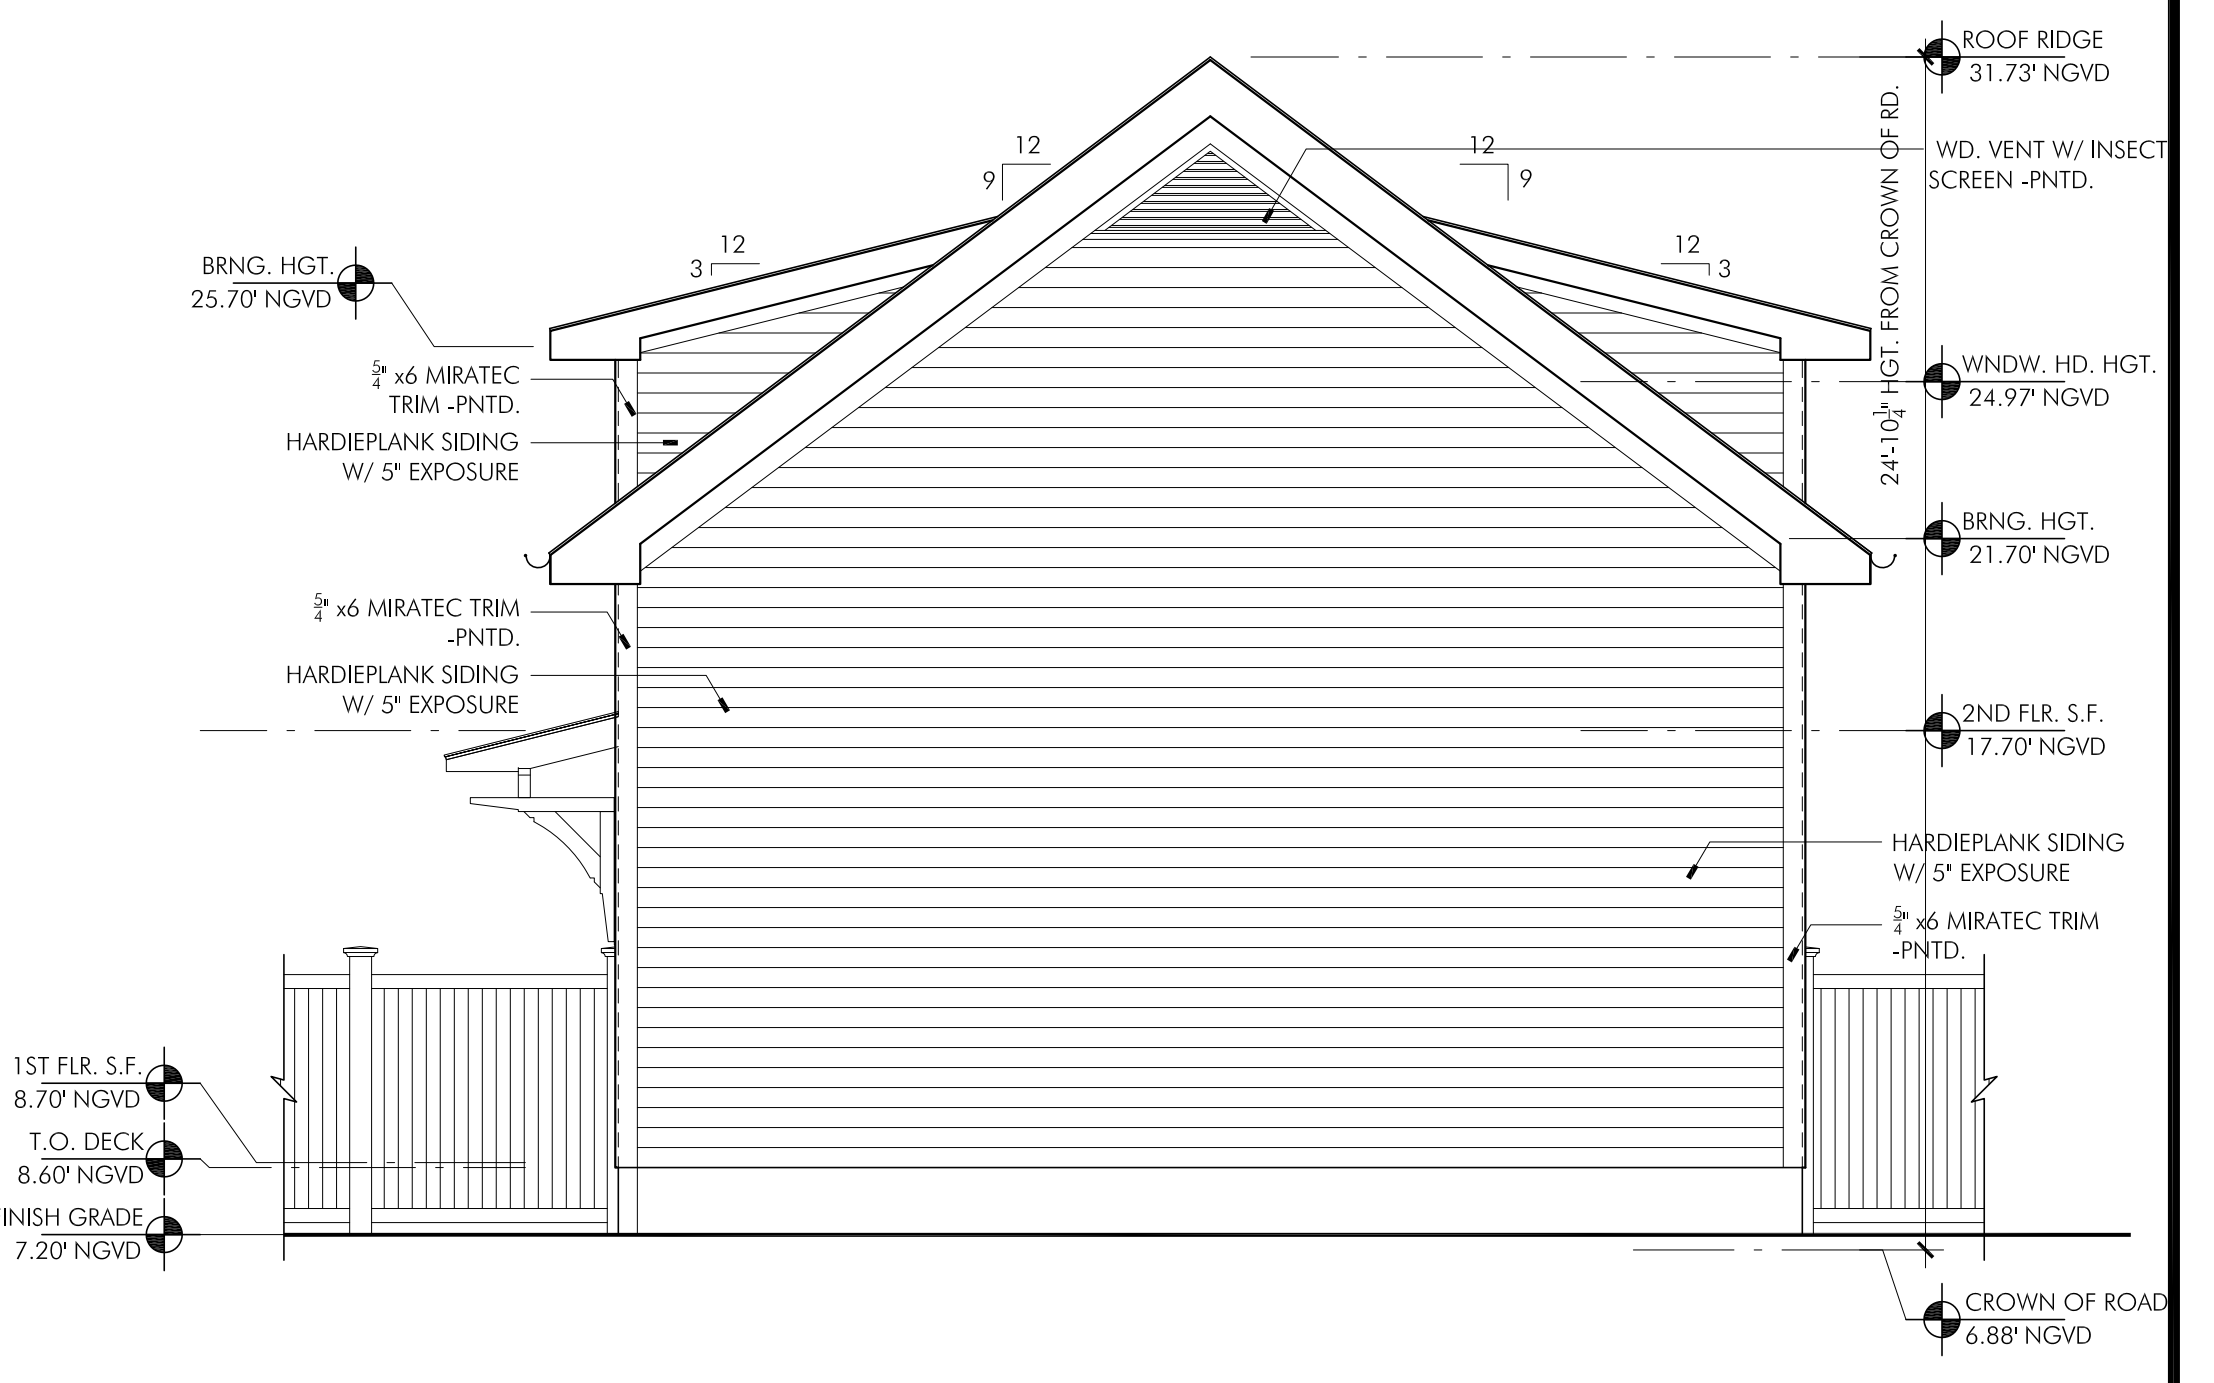 ROOF RIDGE
31.73' NGVD
12
9
12
9
WD. VENT W/ INSECT
SCREEN -PNTD.
24'-10 1/4" HGT. FROM CROWN OF RD.
12
3
12
3
BRNG. HGT.
25.70' NGVD
5/4" x6 MIRATEC
TRIM -PNTD.
HARDIEPLANK SIDING
W/ 5" EXPOSURE
WNDW. HD. HGT.
24.97' NGVD
BRNG. HGT.
21.70' NGVD
5/4" x6 MIRATEC TRIM
-PNTD.
HARDIEPLANK SIDING
W/ 5" EXPOSURE
2ND FLR. S.F.
17.70' NGVD
HARDIEPLANK SIDING
W/ 5" EXPOSURE
5/4" x6 MIRATEC TRIM
-PNTD.
1ST FLR. S.F.
8.70' NGVD
T.O. DECK
8.60' NGVD
INISH GRADE
7.20' NGVD
CROWN OF ROAD
6.88' NGVD